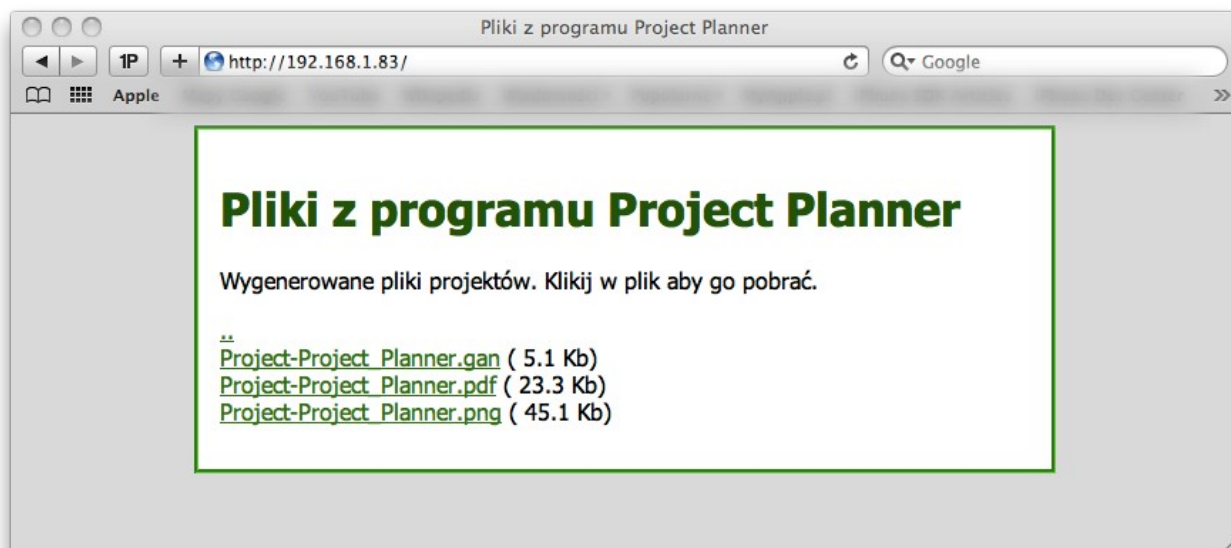 Pliki z programu Project Planner
1P + http://192.168.1.83/ Google
Apple
Pliki z programu Project Planner
Wygenerowane pliki projektów. Klikij w plik aby go pobrać.
..
Project-Project_Planner.gan ( 5.1 Kb)
Project-Project_Planner.pdf ( 23.3 Kb)
Project-Project_Planner.png ( 45.1 Kb)